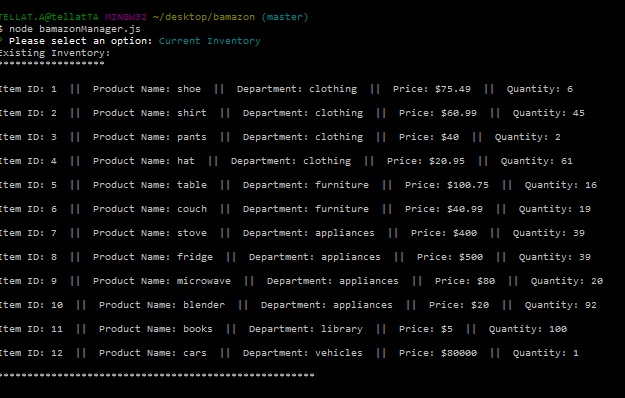 TELLAT.A@tellatTA MINGW32 ~/desktop/bamazon (master)
$ node bamazonManager.js
? Please select an option: Current Inventory
Existing Inventory:
******************
Item ID: 1 || Product Name: shoe || Department: clothing || Price: $75.49 || Quantity: 6
Item ID: 2 || Product Name: shirt || Department: clothing || Price: $60.99 || Quantity: 45
Item ID: 3 || Product Name: pants || Department: clothing || Price: $40 || Quantity: 2
Item ID: 4 || Product Name: hat || Department: clothing || Price: $20.95 || Quantity: 61
Item ID: 5 || Product Name: table || Department: furniture || Price: $100.75 || Quantity: 16
Item ID: 6 || Product Name: couch || Department: furniture || Price: $40.99 || Quantity: 19
Item ID: 7 || Product Name: stove || Department: appliances || Price: $400 || Quantity: 39
Item ID: 8 || Product Name: fridge || Department: appliances || Price: $500 || Quantity: 39
Item ID: 9 || Product Name: microwave || Department: appliances || Price: $80 || Quantity: 20
Item ID: 10 || Product Name: blender || Department: appliances || Price: $20 || Quantity: 92
Item ID: 11 || Product Name: books || Department: library || Price: $5 || Quantity: 100
Item ID: 12 || Product Name: cars || Department: vehicles || Price: $80000 || Quantity: 1
*****************************************************